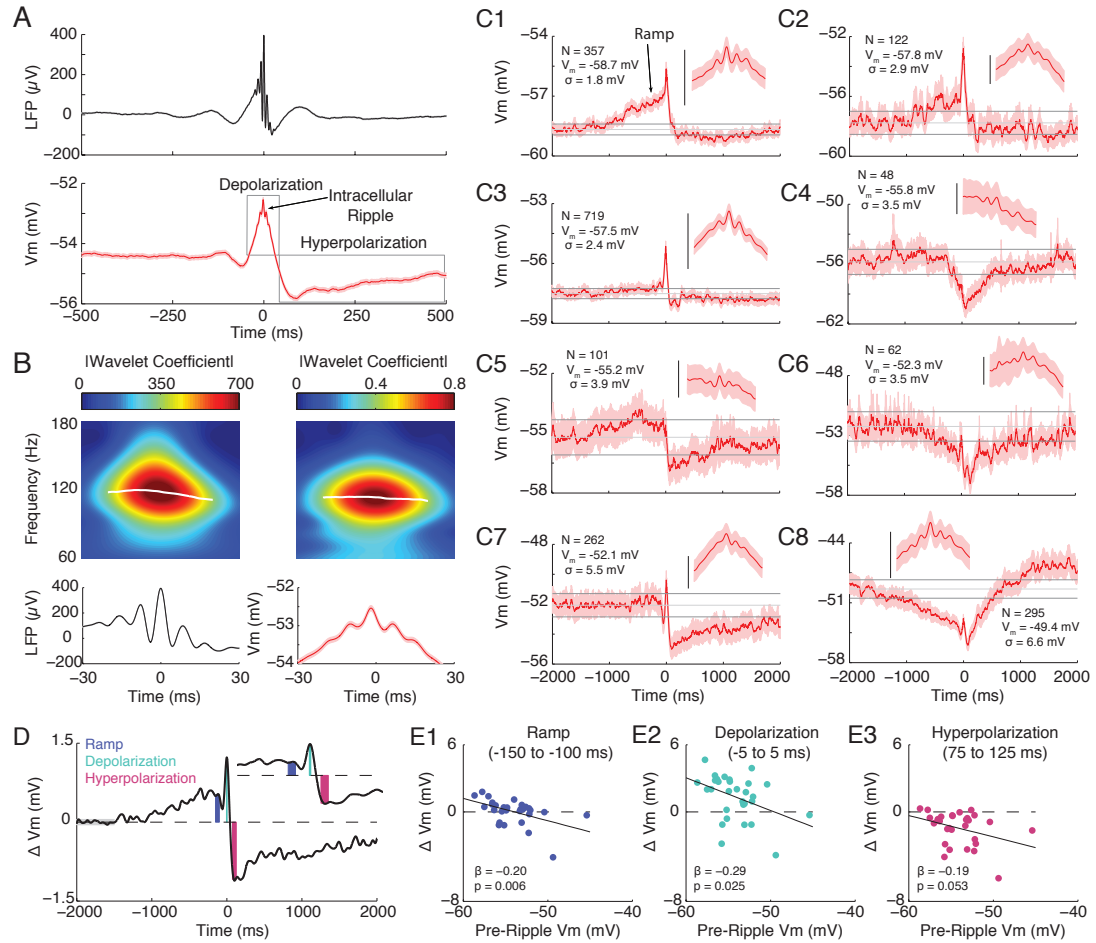 A
400
200
0
−200
LFP (µV)
−500
−250
0
250
500
−52
−54
−56
Vm (mV)
Depolarization
Intracellular
Ripple
Hyperpolarization
−500
−250
0
250
500
Time (ms)
B
|Wavelet Coefficient|
0
350
700
|Wavelet Coefficient|
0
0.4
0.8
180
120
60
Frequency (Hz)
400
200
0
−200
LFP (µV)
−30
0
30
Time (ms)
−52
−53
−54
Vm (mV)
−30
0
30
Time (ms)
C1
−54
−57
−60
Vm (mV)
N = 357
Vm = -58.7 mV
σ = 1.8 mV
Ramp
C2
−52
−56
−60
N = 122
Vm = -57.8 mV
σ = 2.9 mV
C3
−53
−56
−59
Vm (mV)
N = 719
Vm = -57.5 mV
σ = 2.4 mV
C4
−50
−56
−62
N = 48
Vm = -55.8 mV
σ = 3.5 mV
C5
−52
−55
−58
Vm (mV)
N = 101
Vm = -55.2 mV
σ = 3.9 mV
C6
−48
−53
−58
N = 62
Vm = -52.3 mV
σ = 3.5 mV
C7
−48
−52
−56
Vm (mV)
N = 262
Vm = -52.1 mV
σ = 5.5 mV
−2000
−1000
0
1000
2000
Time (ms)
C8
−44
−51
−58
N = 295
Vm = -49.4 mV
σ = 6.6 mV
−2000
−1000
0
1000
2000
Time (ms)
D
1.5
0
−1.5
Δ Vm (mV)
Ramp
Depolarization
Hyperpolarization
−2000
−1000
0
1000
2000
Time (ms)
E1
Ramp
(-150 to -100 ms)
6
0
−8
Δ Vm (mV)
β = −0.20
p = 0.006
−60
−50
−40
Pre-Ripple Vm (mV)
E2
Depolarization
(-5 to 5 ms)
6
0
−8
Δ Vm (mV)
β = −0.29
p = 0.025
−60
−50
−40
Pre-Ripple Vm (mV)
E3
Hyperpolarization
(75 to 125 ms)
6
0
−8
Δ Vm (mV)
β = −0.19
p = 0.053
−60
−50
−40
Pre-Ripple Vm (mV)